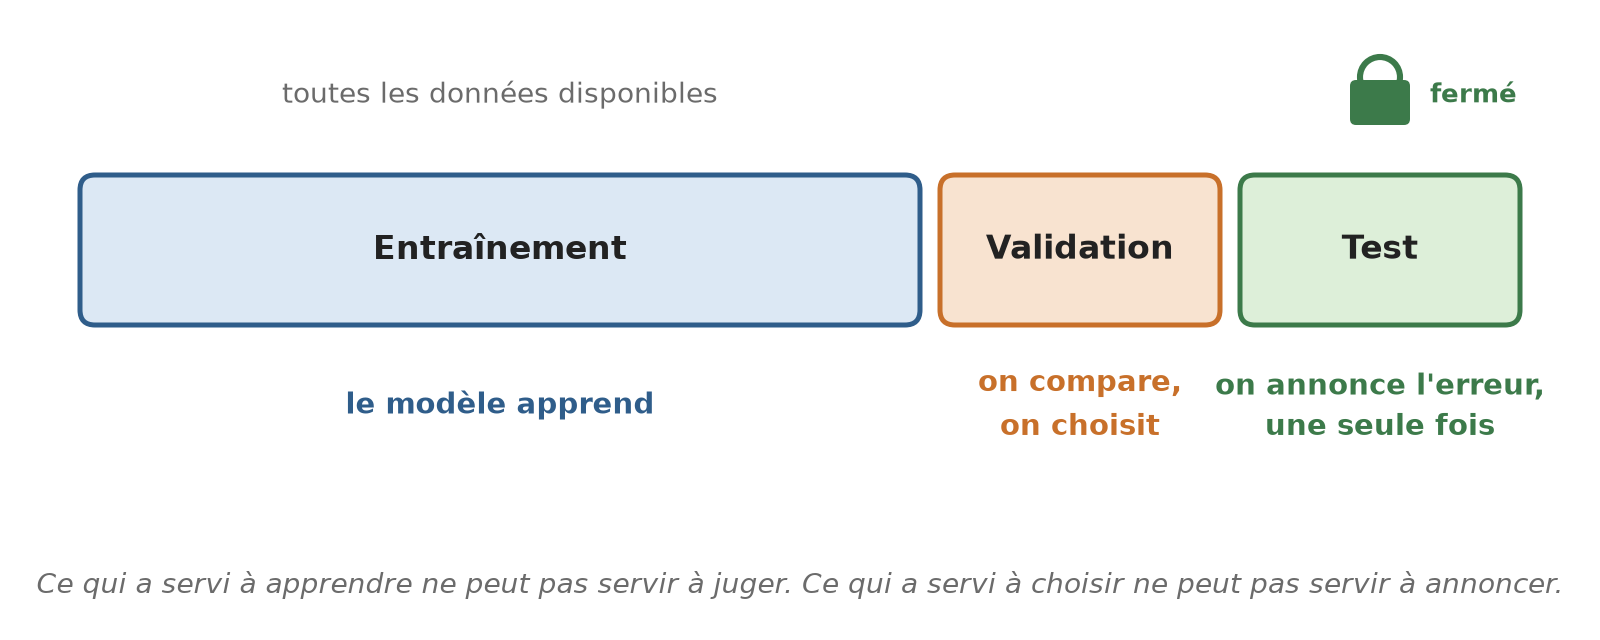 toutes les données disponibles
fermé
Entraînement
Validation
Test
le modèle apprend
on compare,
on choisit
on annonce l'erreur,
une seule fois
Ce qui a servi à apprendre ne peut pas servir à juger. Ce qui a servi à choisir ne peut pas servir à annoncer.